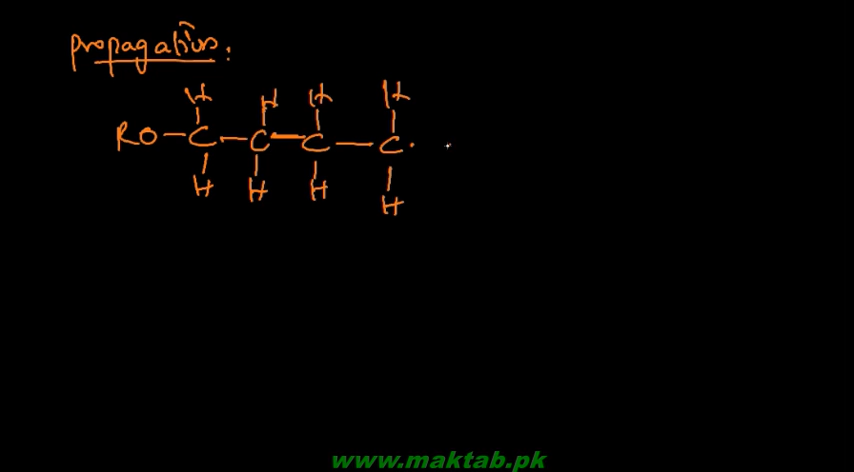 propagation:
H H H H
RO-C-C-C-C·
H H H H
www.maktab.pk